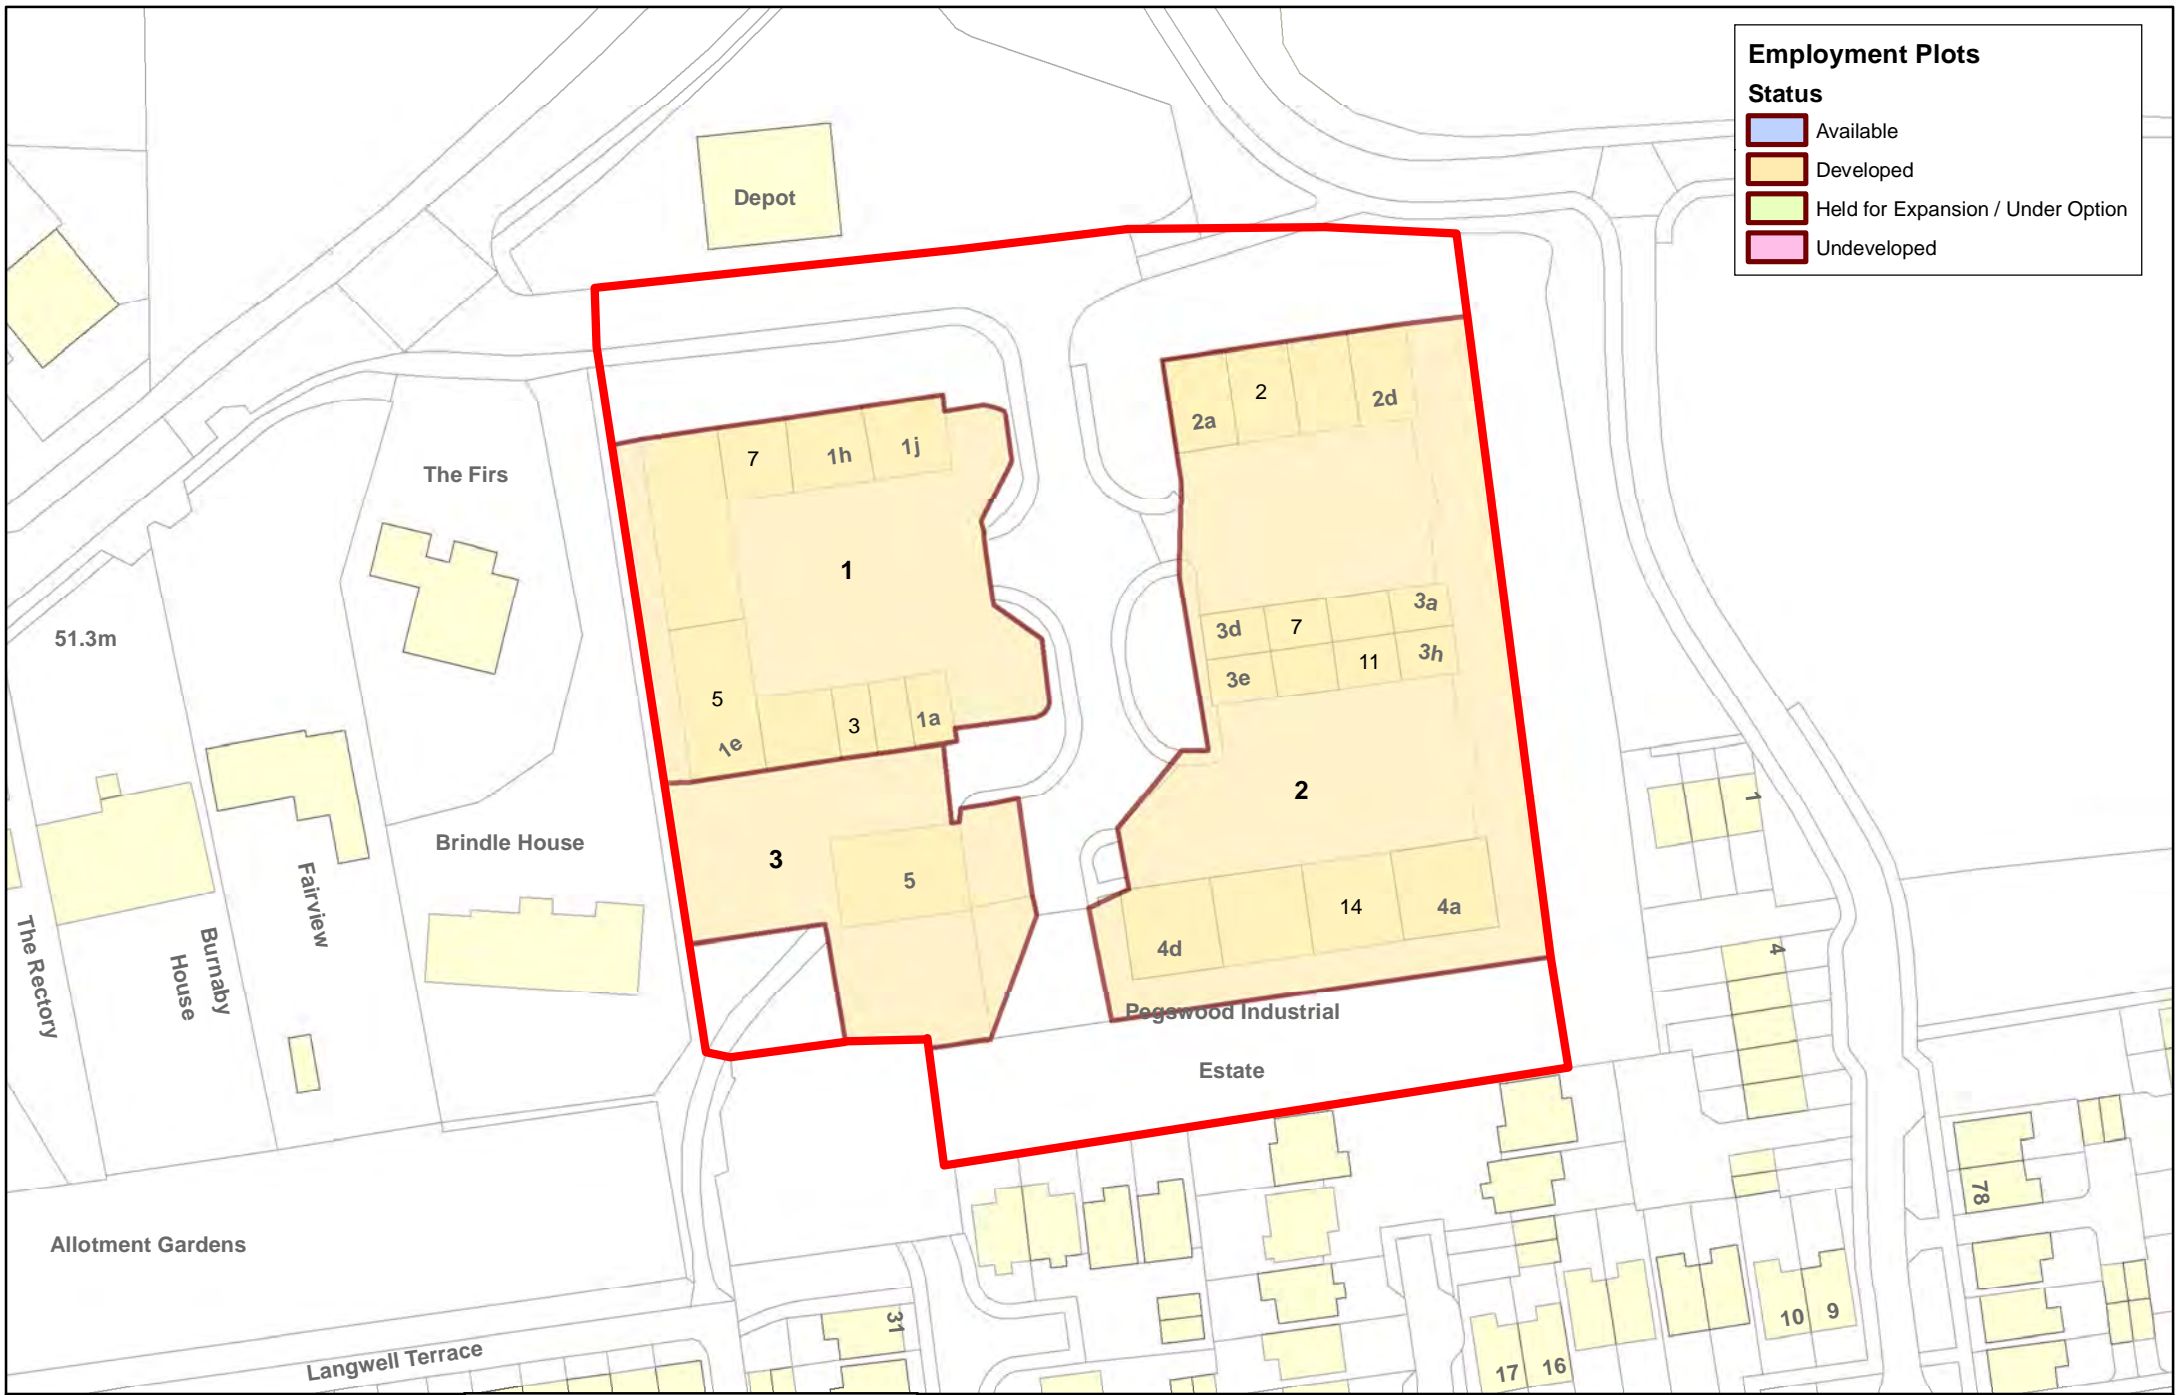 Employment Plots
Status
Available
Developed
Held for Expansion / Under Option
Undeveloped
Depot
The Firs
51.3m
Brindle House
Fairview
Burnaby
House
The Rectory
Allotment Gardens
Langwell Terrace
7
1h
1j
1
5
1e
3
1a
3
5
2a
2
2d
3d
7
3a
3e
11
3h
2
4d
14
4a
Pegswood Industrial
Estate
1
4
78
31
17
16
10
9